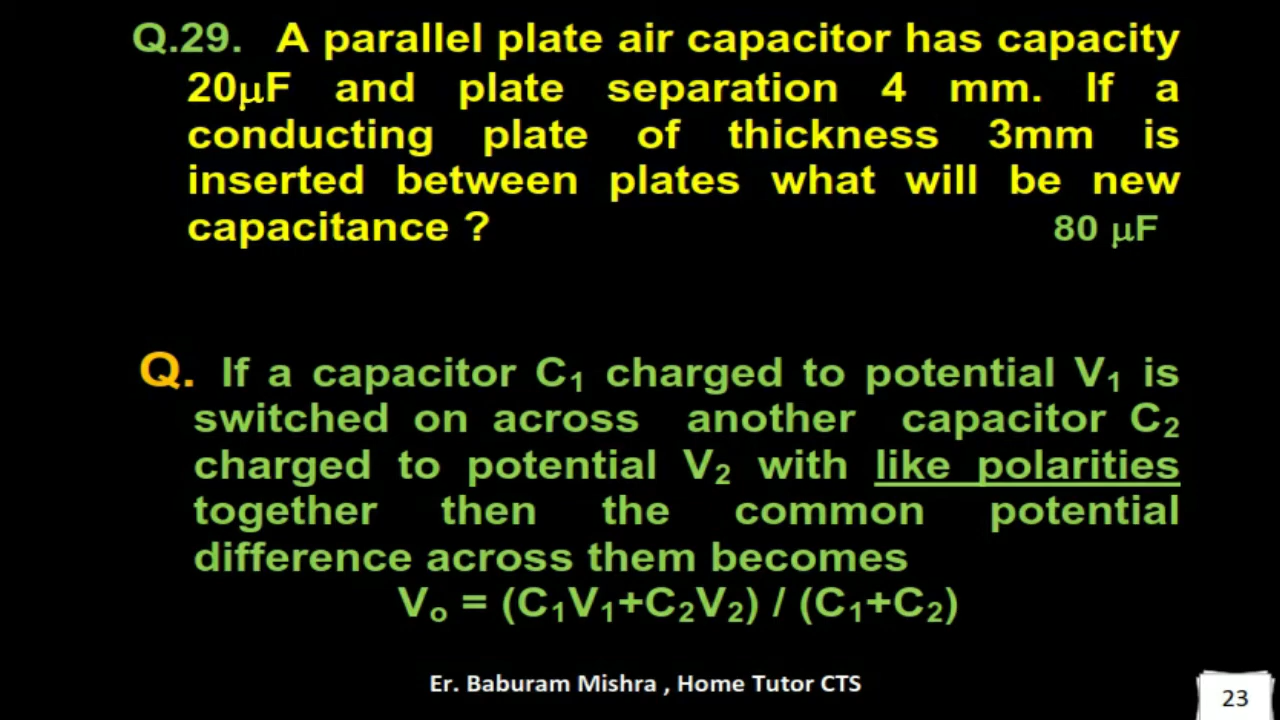 Q.29. A parallel plate air capacitor has capacity
20μF and plate separation 4 mm. If a
conducting plate of thickness 3mm is
inserted between plates what will be new
capacitance ? 80 μF
Q. If a capacitor C₁ charged to potential V₁ is
switched on across another capacitor C₂
charged to potential V₂ with like polarities
together then the common potential
difference across them becomes
Vₒ = (C₁V₁+C₂V₂) / (C₁+C₂)
Er. Baburam Mishra , Home Tutor CTS
23